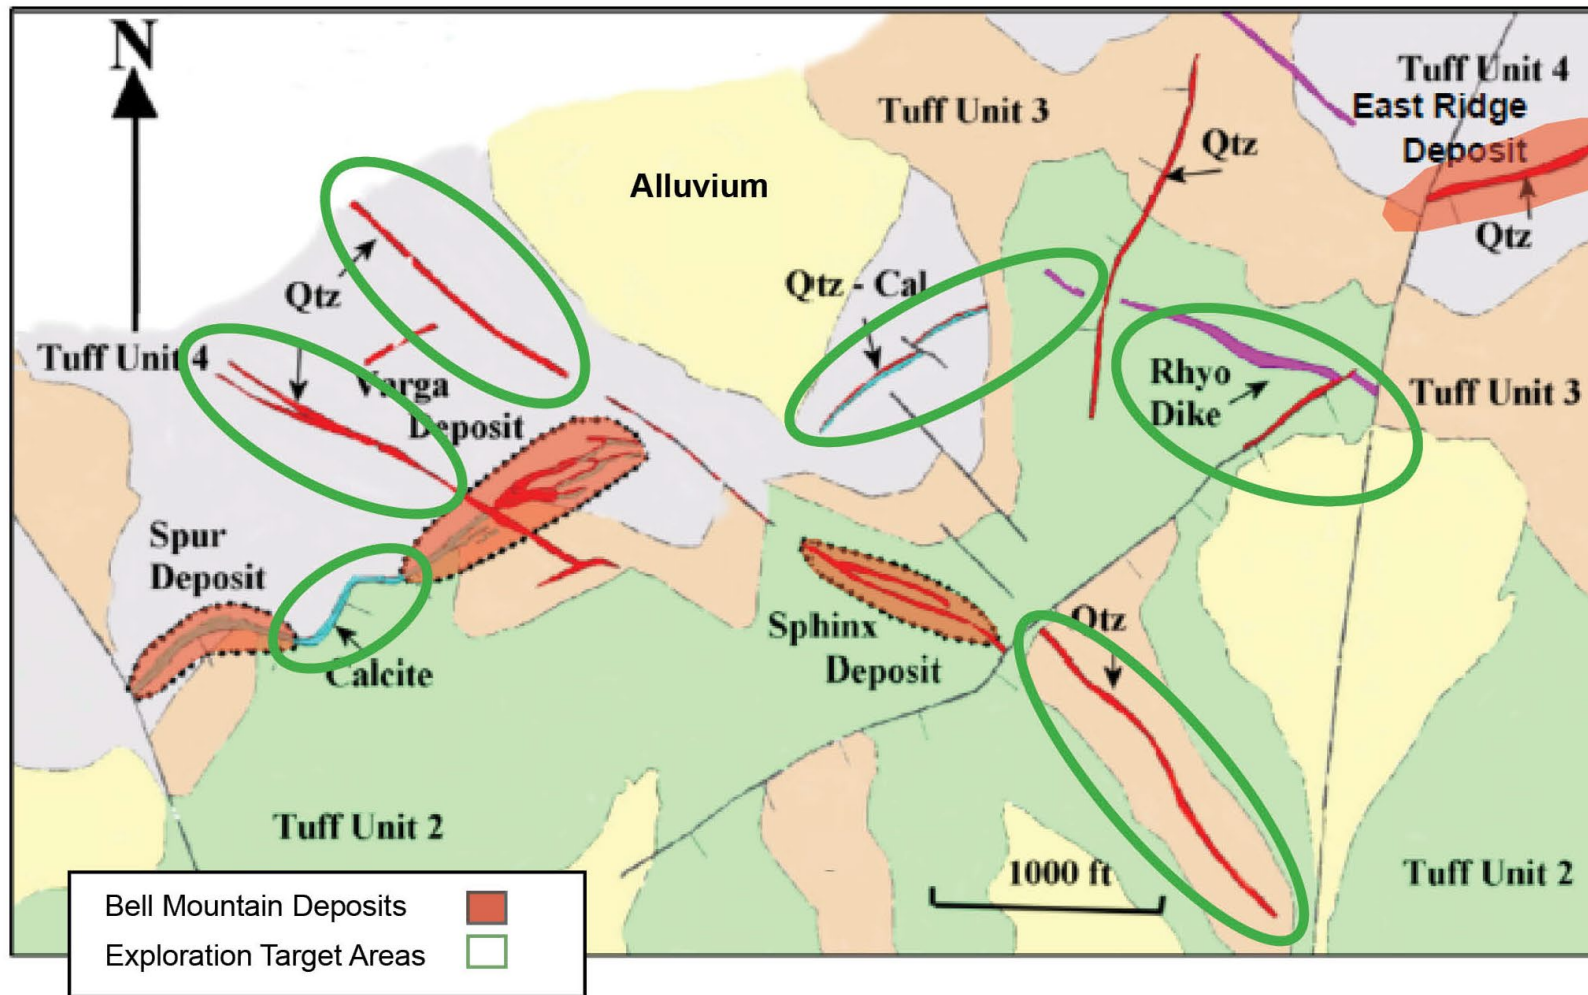 N
Tuff Unit 4
Tuff Unit 3
East Ridge
Deposit
Qtz
Alluvium
Qtz
Qtz - Cal
Qtz
Tuff Unit 4
Varga
Deposit
Rhyo
Dike
Tuff Unit 3
Spur
Deposit
Calcite
Sphinx
Deposit
Qtz
Tuff Unit 2
1000 ft
Tuff Unit 2
Bell Mountain Deposits
Exploration Target Areas